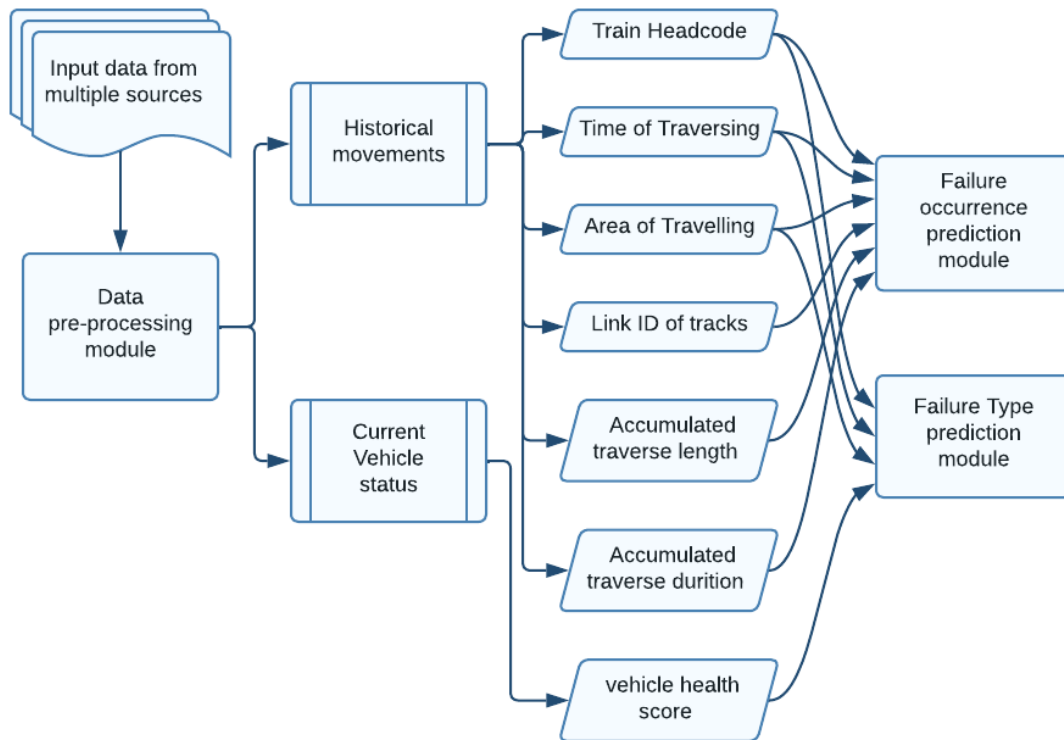 Input data from
multiple sources
Data
pre-processing
module
Historical
movements
Current
Vehicle
status
Train Headcode
Time of Traversing
Area of Travelling
Link ID of tracks
Accumulated
traverse length
Accumulated
traverse durition
vehicle health
score
Failure
occurrence
prediction
module
Failure Type
prediction
module